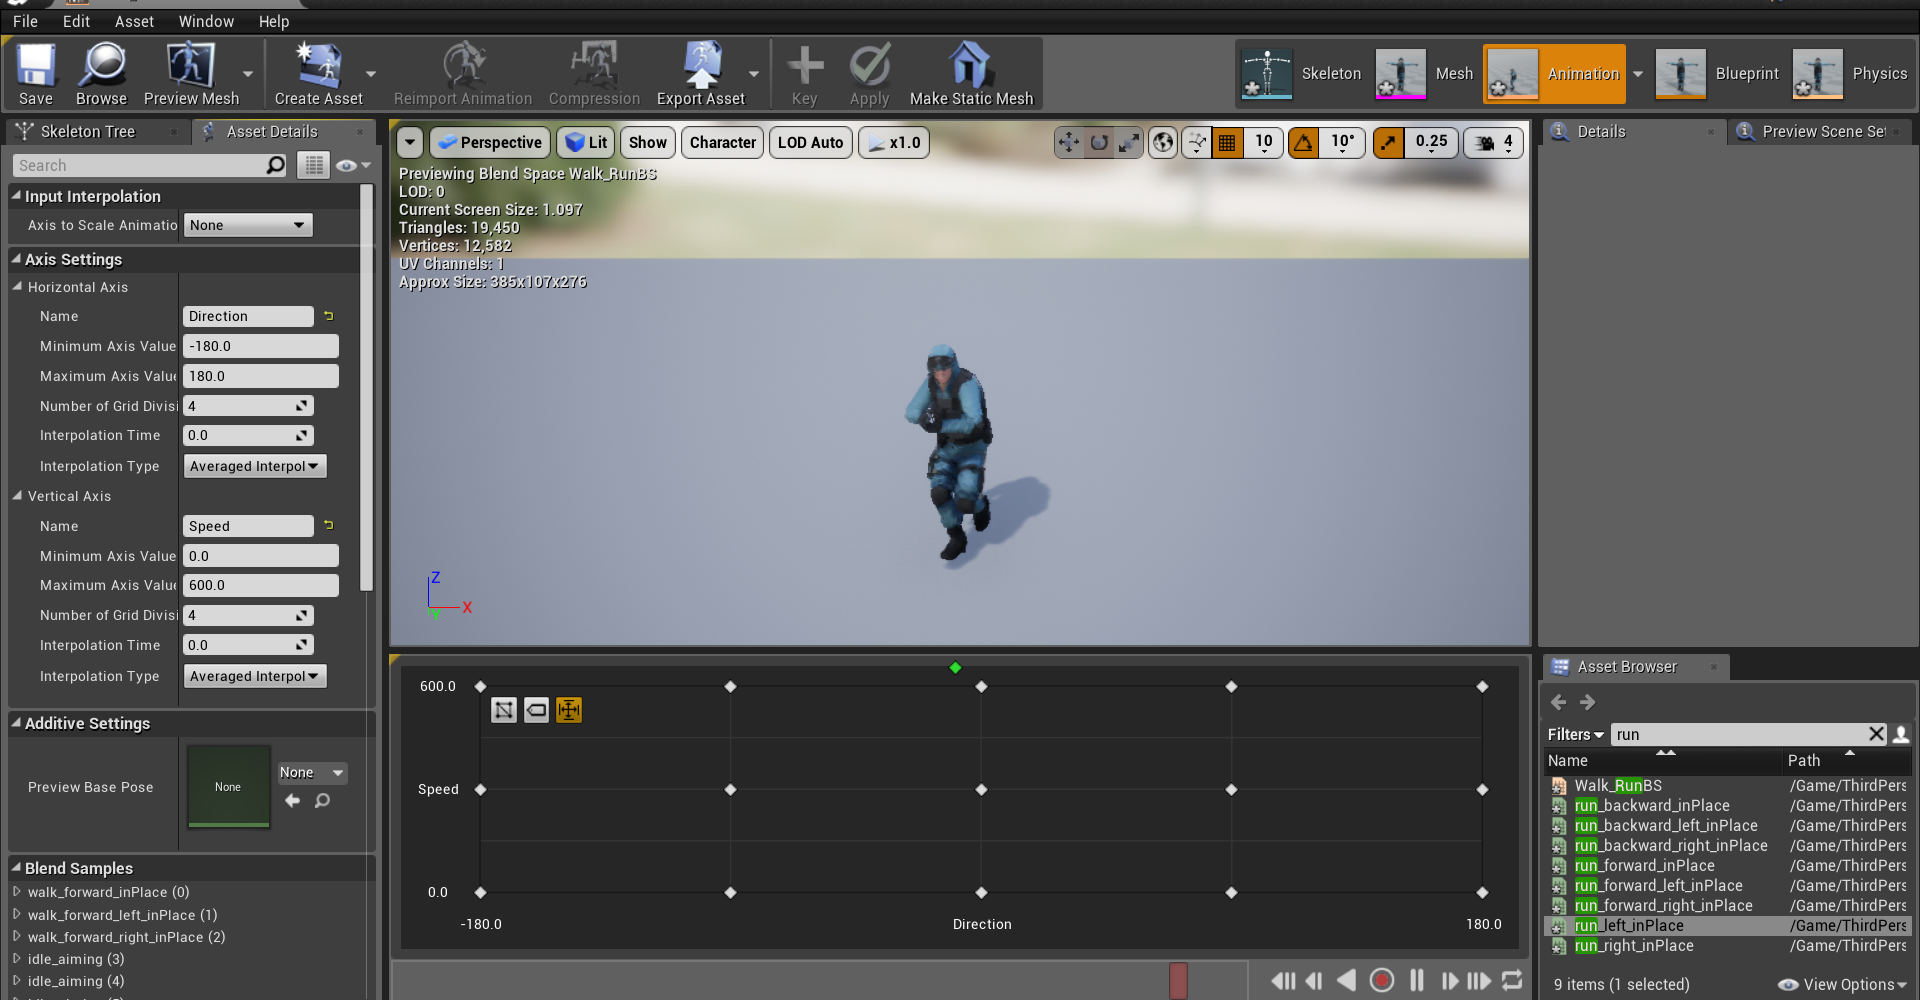 File Edit Asset Window Help
Save Browse Preview Mesh Create Asset Reimport Animation Compression Export Asset Key Apply Make Static Mesh
Skeleton Mesh Animation Blueprint Physics
Skeleton Tree Asset Details
Search
Input Interpolation
Axis to Scale Animatio None
Axis Settings
Horizontal Axis
Name Direction
Minimum Axis Value -180.0
Maximum Axis Valu 180.0
Number of Grid Divisi 4
Interpolation Time 0.0
Interpolation Type Averaged Interpol
Vertical Axis
Name Speed
Minimum Axis Value 0.0
Maximum Axis Valu 600.0
Number of Grid Divisi 4
Interpolation Time 0.0
Interpolation Type Averaged Interpol
Additive Settings
Preview Base Pose None None
Blend Samples
walk_forward_inPlace (0)
walk_forward_left_inPlace (1)
walk_forward_right_inPlace (2)
idle_aiming (3)
idle_aiming (4)
Perspective Lit Show Character LOD Auto x1.0 10 10° 0.25 4
Previewing Blend Space Walk_RunBS
LOD: 0
Current Screen Size: 1.097
Triangles: 19,450
Vertices: 12,582
UV Channels: 1
Approx Size: 385x107x276
Z
Y X
600.0
Speed
0.0
-180.0 Direction 180.0
Details Preview Scene Set
Asset Browser
Filters run
Name Path
Walk_RunBS /Game/ThirdPers
run_backward_inPlace /Game/ThirdPers
run_backward_left_inPlace /Game/ThirdPers
run_backward_right_inPlace /Game/ThirdPers
run_forward_inPlace /Game/ThirdPers
run_forward_left_inPlace /Game/ThirdPers
run_forward_right_inPlace /Game/ThirdPers
run_left_inPlace /Game/ThirdPers
run_right_inPlace /Game/ThirdPers
9 items (1 selected) View Options